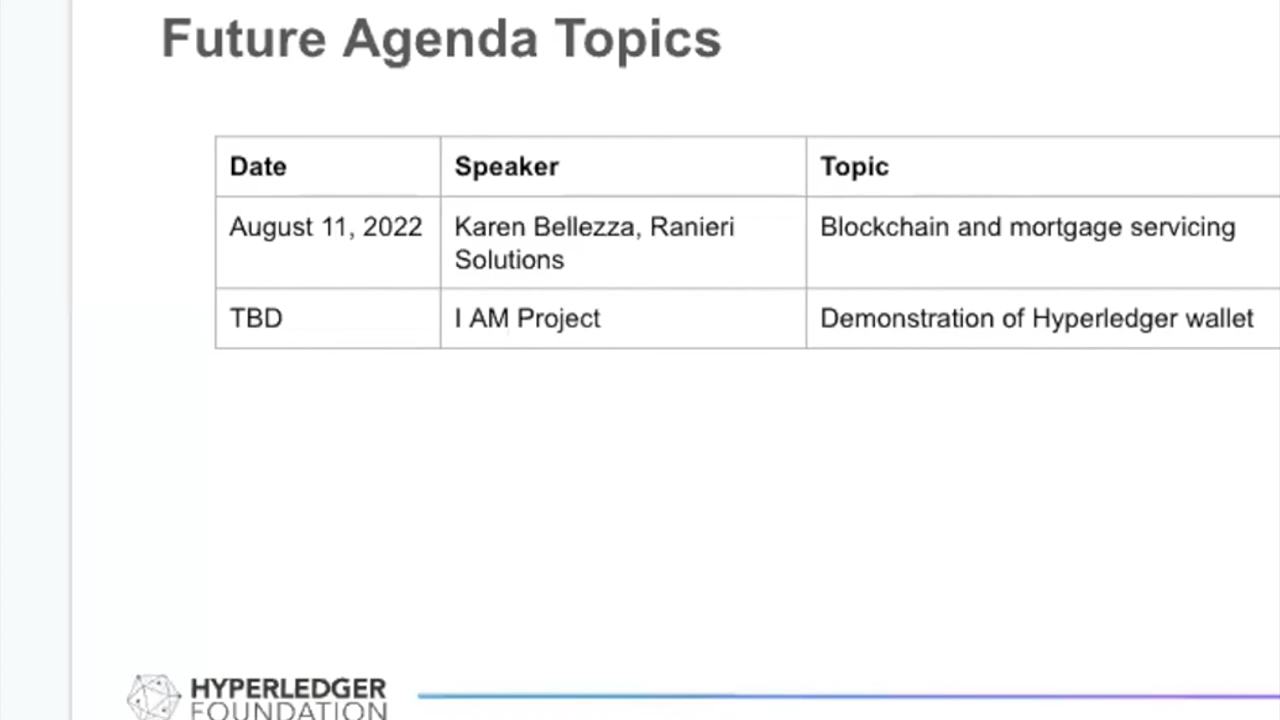 Future Agenda Topics
Date Speaker Topic
August 11, 2022 Karen Bellezza, Ranieri Solutions Blockchain and mortgage servicing
TBD I AM Project Demonstration of Hyperledger wallet
HYPERLEDGER
FOUNDATION